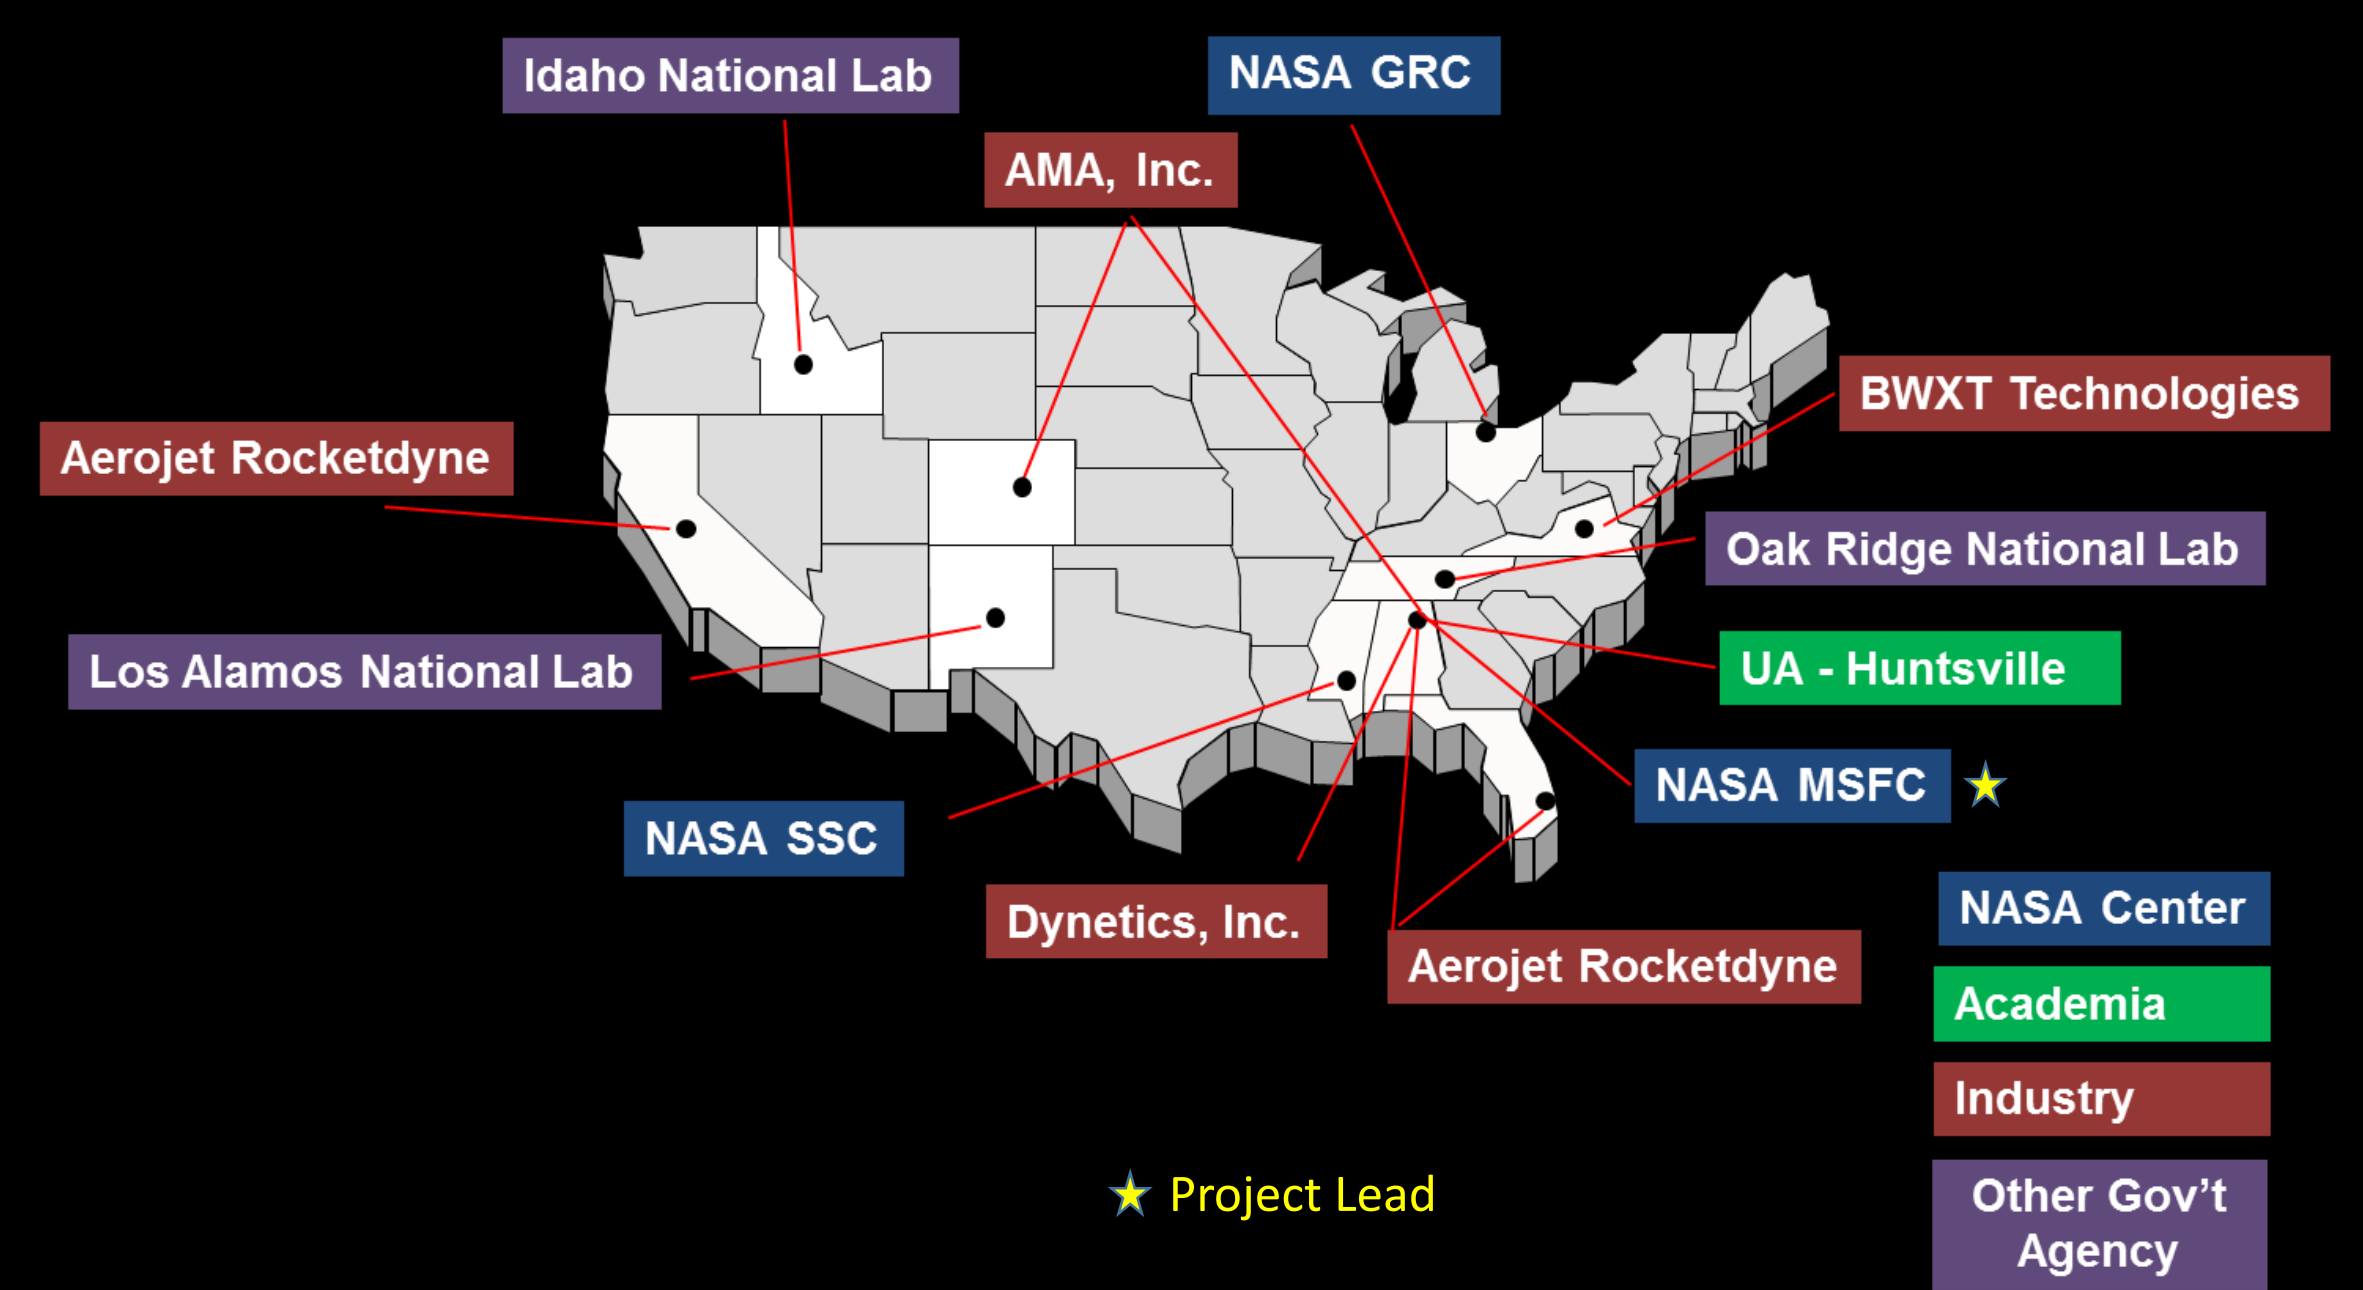 Idaho National Lab
NASA GRC
AMA, Inc.
BWXT Technologies
Aerojet Rocketdyne
Oak Ridge National Lab
Los Alamos National Lab
UA - Huntsville
NASA MSFC
NASA SSC
Dynetics, Inc.
Aerojet Rocketdyne
NASA Center
Academia
Industry
Project Lead
Other Gov’t
Agency